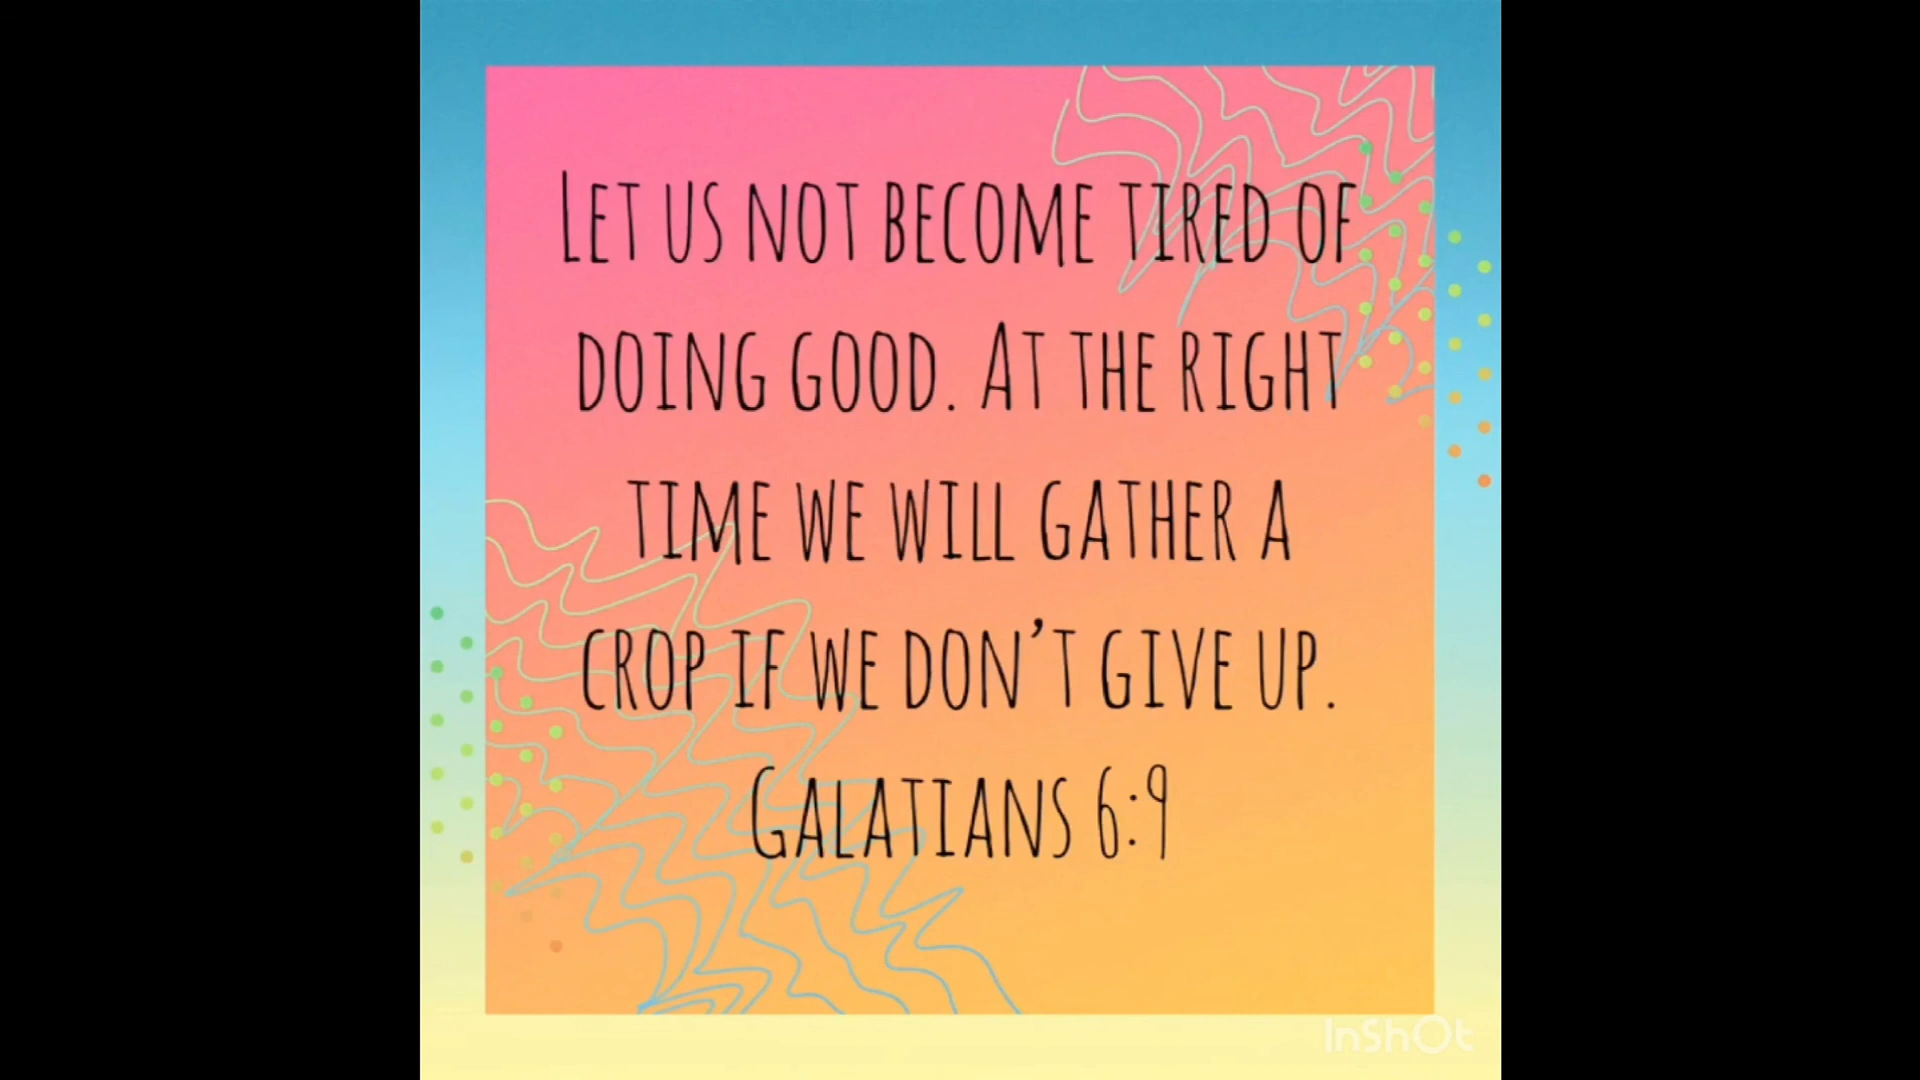 Let us not become tired of
doing good. At the right
time we will gather a
crop if we don’t give up.
Galatians 6:9
InShOt